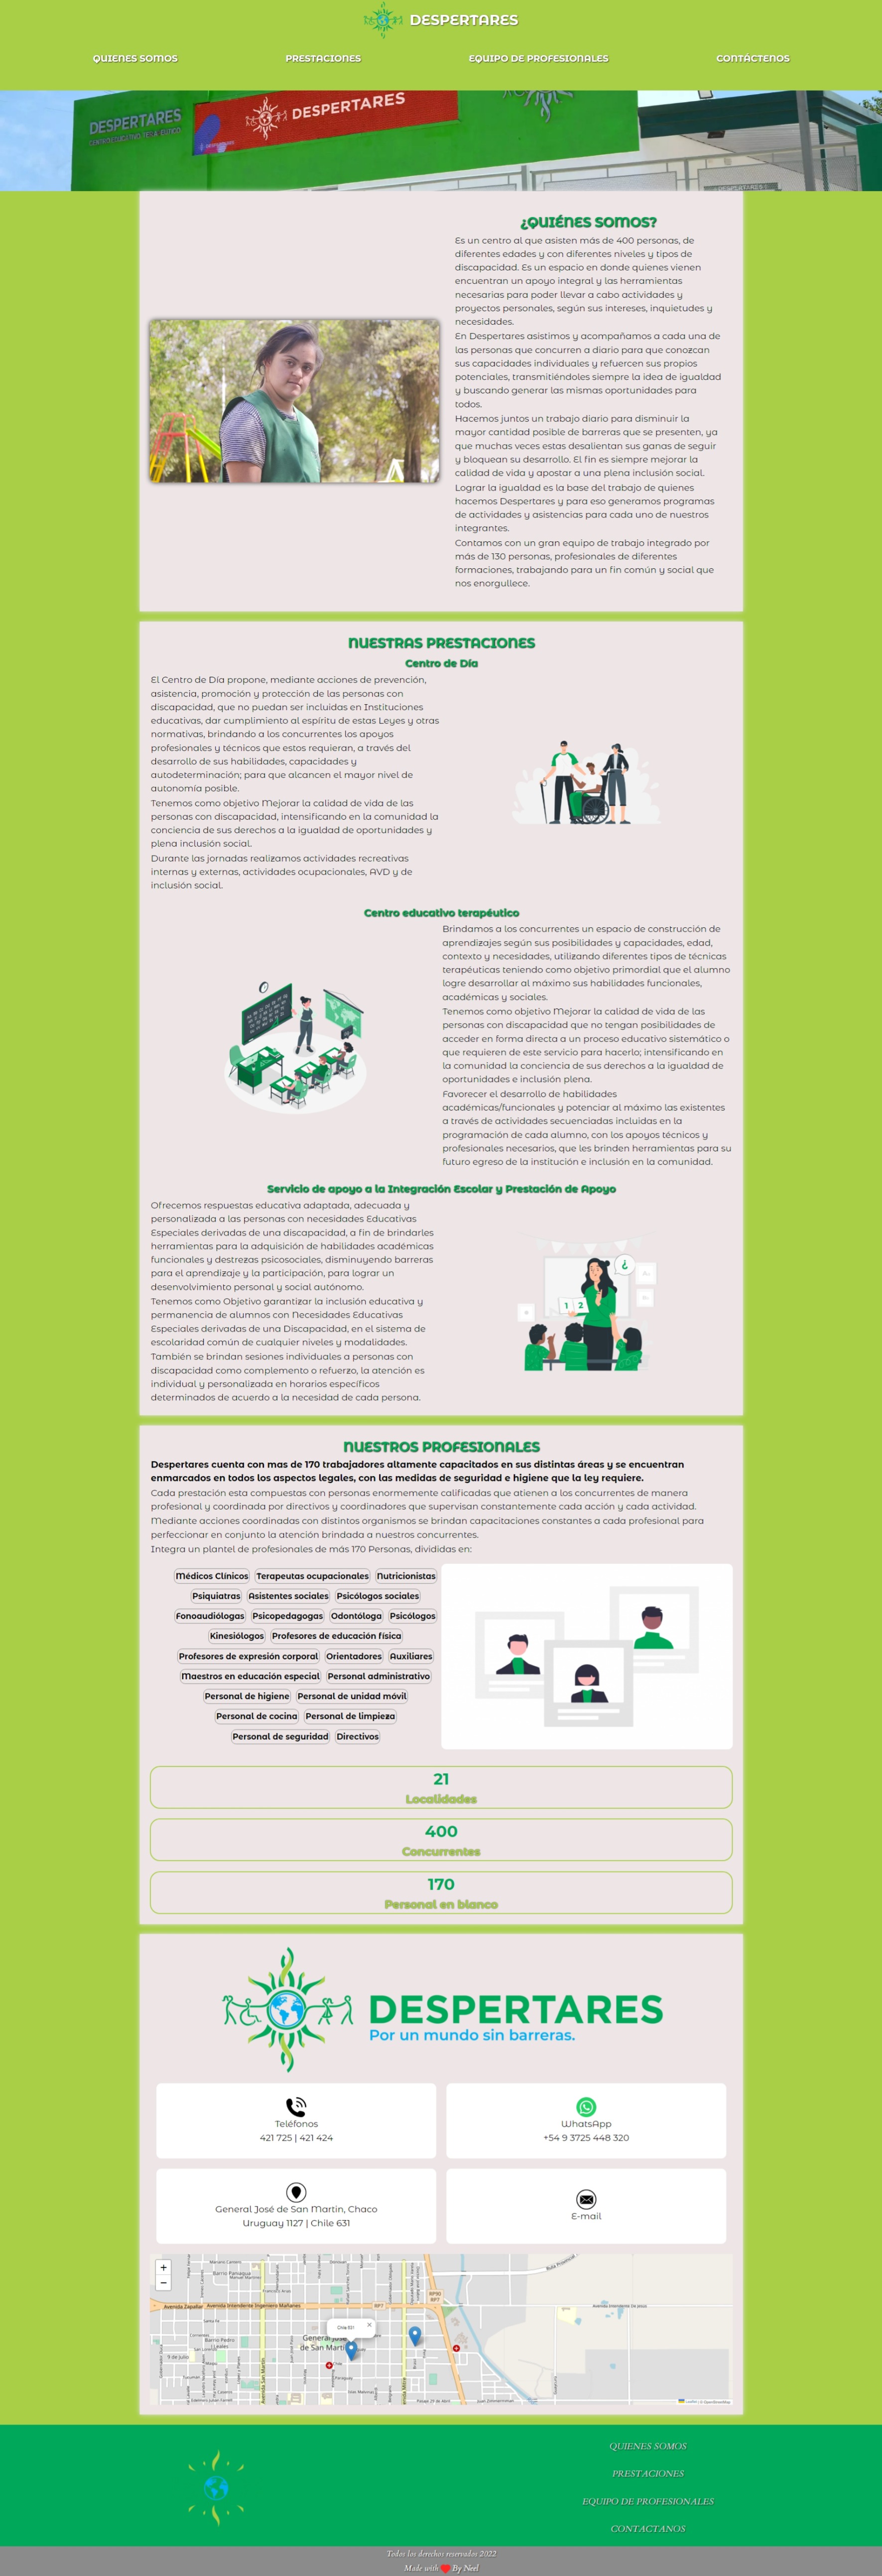 DESPERTARES
QUIENES SOMOS
PRESTACIONES
EQUIPO DE PROFESIONALES
CONTÁCTENOS
DESPERTARES
DESPERTARES
¿QUIÉNES SOMOS?
Es un centro al que asisten más de 400 personas, de
diferentes edades y con diferentes niveles y tipos de
discapacidad. Es un espacio en donde quienes vienen
encuentran un apoyo integral y las herramientas
necesarias para poder llevar a cabo actividades y
proyectos personales, según sus intereses, inquietudes y
necesidades.
En Despertares asistimos y acompañamos a cada una de
las personas que concurren a diario para que conozcan
sus capacidades individuales y refuercen sus propios
potenciales, transmitiéndoles siempre la idea de igualdad
y buscando generar las mismas oportunidades para
todos.
Hacemos juntos un trabajo diario para disminuir la
mayor cantidad posible de barreras que se presenten, ya
que muchas veces estas desalientan sus ganas de seguir
y bloquean su desarrollo. El fin es siempre mejorar la
calidad de vida y apostar a una plena inclusión social.
Lograr la igualdad es la base del trabajo de quienes
hacemos Despertares y para eso generamos programas
de actividades y asistencias para cada uno de nuestros
integrantes.
Contamos con un gran equipo de trabajo integrado por
más de 130 personas, profesionales de diferentes
formaciones, trabajando para un fin común y social que
nos enorgullece.
NUESTRAS PRESTACIONES
Centro de Día
El Centro de Día propone, mediante acciones de prevención,
asistencia, promoción y protección de las personas con
discapacidad, que no puedan ser incluidas en Instituciones
educativas, dar cumplimiento al espíritu de estas Leyes y otras
normativas, brindando a los concurrentes los apoyos
profesionales y técnicos que estos requieran, a través del
desarrollo de sus habilidades, capacidades y
autodeterminación; para que alcancen el mayor nivel de
autonomía posible.
Tenemos como objetivo Mejorar la calidad de vida de las
personas con discapacidad, intensificando en la comunidad la
conciencia de sus derechos a la igualdad de oportunidades y
plena inclusión social.
Durante las jornadas realizamos actividades recreativas
internas y externas, actividades ocupacionales, AVD y de
inclusión social.
Centro educativo terapéutico
Brindamos a los concurrentes un espacio de construcción de
aprendizajes según sus posibilidades y capacidades, edad,
contexto y necesidades, utilizando diferentes tipos de técnicas
terapéuticas teniendo como objetivo primordial que el alumno
logre desarrollar al máximo sus habilidades funcionales,
académicas y sociales.
Tenemos como objetivo Mejorar la calidad de vida de las
personas con discapacidad que no tengan posibilidades de
acceder en forma directa a un proceso educativo sistemático o
que requieren de este servicio para hacerlo; intensificando en
la comunidad la conciencia de sus derechos a la igualdad de
oportunidades e inclusión plena.
Favorecer el desarrollo de habilidades
académicas/funcionales y potenciar al máximo las existentes
a través de actividades secuenciadas incluidas en la
programación de cada alumno, con los apoyos técnicos y
profesionales necesarios, que les brinden herramientas para su
futuro egreso de la institución e inclusión en la comunidad.
Servicio de apoyo a la Integración Escolar y Prestación de Apoyo
Ofrecemos respuestas educativa adaptada, adecuada y
personalizada a las personas con necesidades Educativas
Especiales derivadas de una discapacidad, a fin de brindarles
herramientas para la adquisición de habilidades académicas
funcionales y destrezas psicosociales, disminuyendo barreras
para el aprendizaje y la participación, para lograr un
desenvolvimiento personal y social autónomo.
Tenemos como Objetivo garantizar la inclusión educativa y
permanencia de alumnos con Necesidades Educativas
Especiales derivadas de una Discapacidad, en el sistema de
escolaridad común de cualquier niveles y modalidades.
También se brindan sesiones individuales a personas con
discapacidad como complemento o refuerzo, la atención es
individual y personalizada en horarios específicos
determinados de acuerdo a la necesidad de cada persona.
¿
1 2
NUESTROS PROFESIONALES
Despertares cuenta con mas de 170 trabajadores altamente capacitados en sus distintas áreas y se encuentran
enmarcados en todos los aspectos legales, con las medidas de seguridad e higiene que la ley requiere.
Cada prestación esta compuestas con personas enormemente calificadas que atienen a los concurrentes de manera
profesional y coordinada por directivos y coordinadores que supervisan constantemente cada acción y cada actividad.
Mediante acciones coordinadas con distintos organismos se brindan capacitaciones constantes a cada profesional para
perfeccionar en conjunto la atención brindada a nuestros concurrentes.
Integra un plantel de profesionales de más 170 Personas, divididas en:
Médicos Clínicos Terapeutas ocupacionales Nutricionistas
Psiquiatras Asistentes sociales Psicólogos sociales
Fonoaudiólogas Psicopedagogas Odontóloga Psicólogos
Kinesiólogos Profesores de educación física
Profesores de expresión corporal Orientadores Auxiliares
Maestros en educación especial Personal administrativo
Personal de higiene Personal de unidad móvil
Personal de cocina Personal de limpieza
Personal de seguridad Directivos
21
Localidades
400
Concurrentes
170
Personal en blanco
DESPERTARES
Por un mundo sin barreras.
Teléfonos
421 725 | 421 424
WhatsApp
+54 9 3725 448 320
General José de San Martin, Chaco
Uruguay 1127 | Chile 631
E-mail
+
−
Barrio Pamaqua
Avenida Zapallar
Avenida Intendente Ingeniero Mañanes
RP7
RP90
RP7
Ruta Provincial
Barrio Pedro
9 de Julio
Avenida San Martin
Chile 631
General José
de San Martí
Paraguay
Leaflet | © OpenStreetMap
QUIENES SOMOS
PRESTACIONES
EQUIPO DE PROFESIONALES
CONTACTANOS
Todos los derechos reservados 2022
Made with By Neel